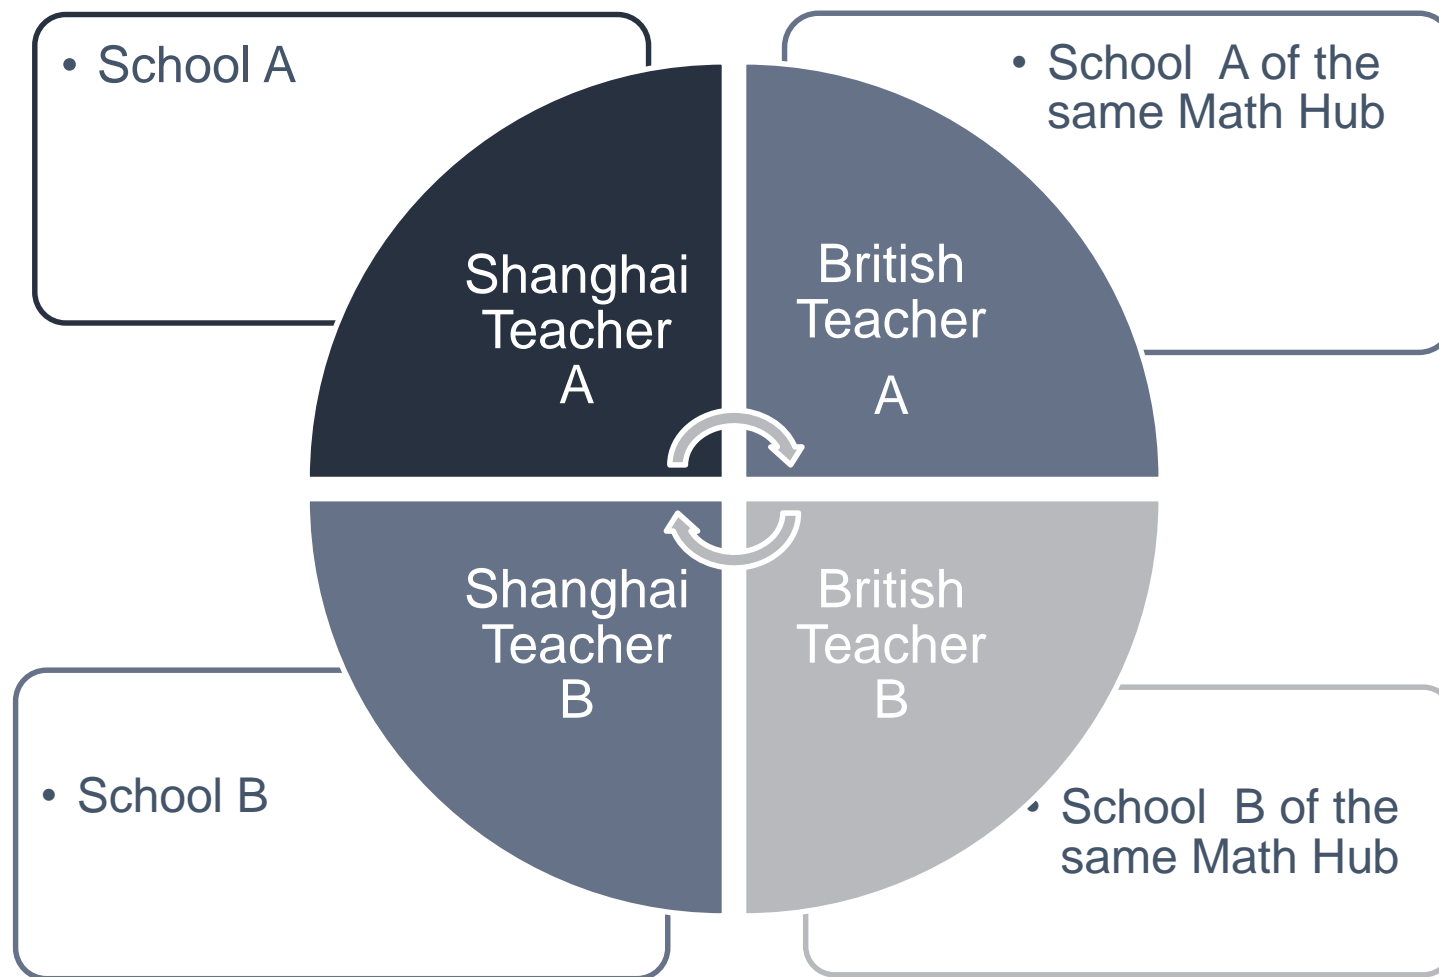 • School A
• School A of the
same Math Hub
Shanghai
Teacher
A
British
Teacher
A
Shanghai
Teacher
B
British
Teacher
B
• School B
• School B of the
same Math Hub